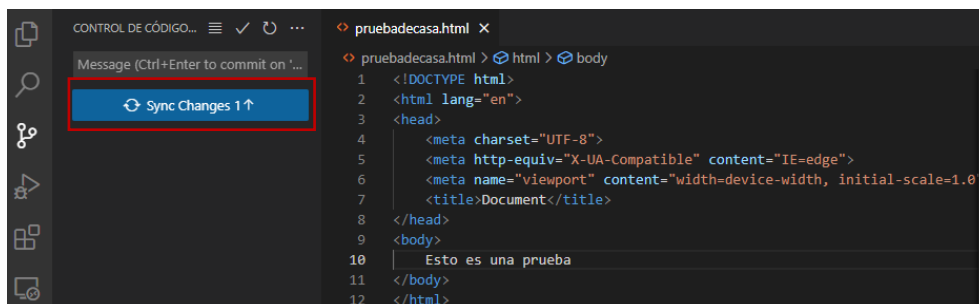 CONTROL DE CÓDIGO...
Message (Ctrl+Enter to commit on '...
Sync Changes 1↑
pruebadecasa.html
pruebadecasa.html > html > body
1 <!DOCTYPE html>
2 <html lang="en">
3 <head>
4 <meta charset="UTF-8">
5 <meta http-equiv="X-UA-Compatible" content="IE=edge">
6 <meta name="viewport" content="width=device-width, initial-scale=1.0"
7 <title>Document</title>
8 </head>
9 <body>
10 Esto es una prueba
11 </body>
12 </html>